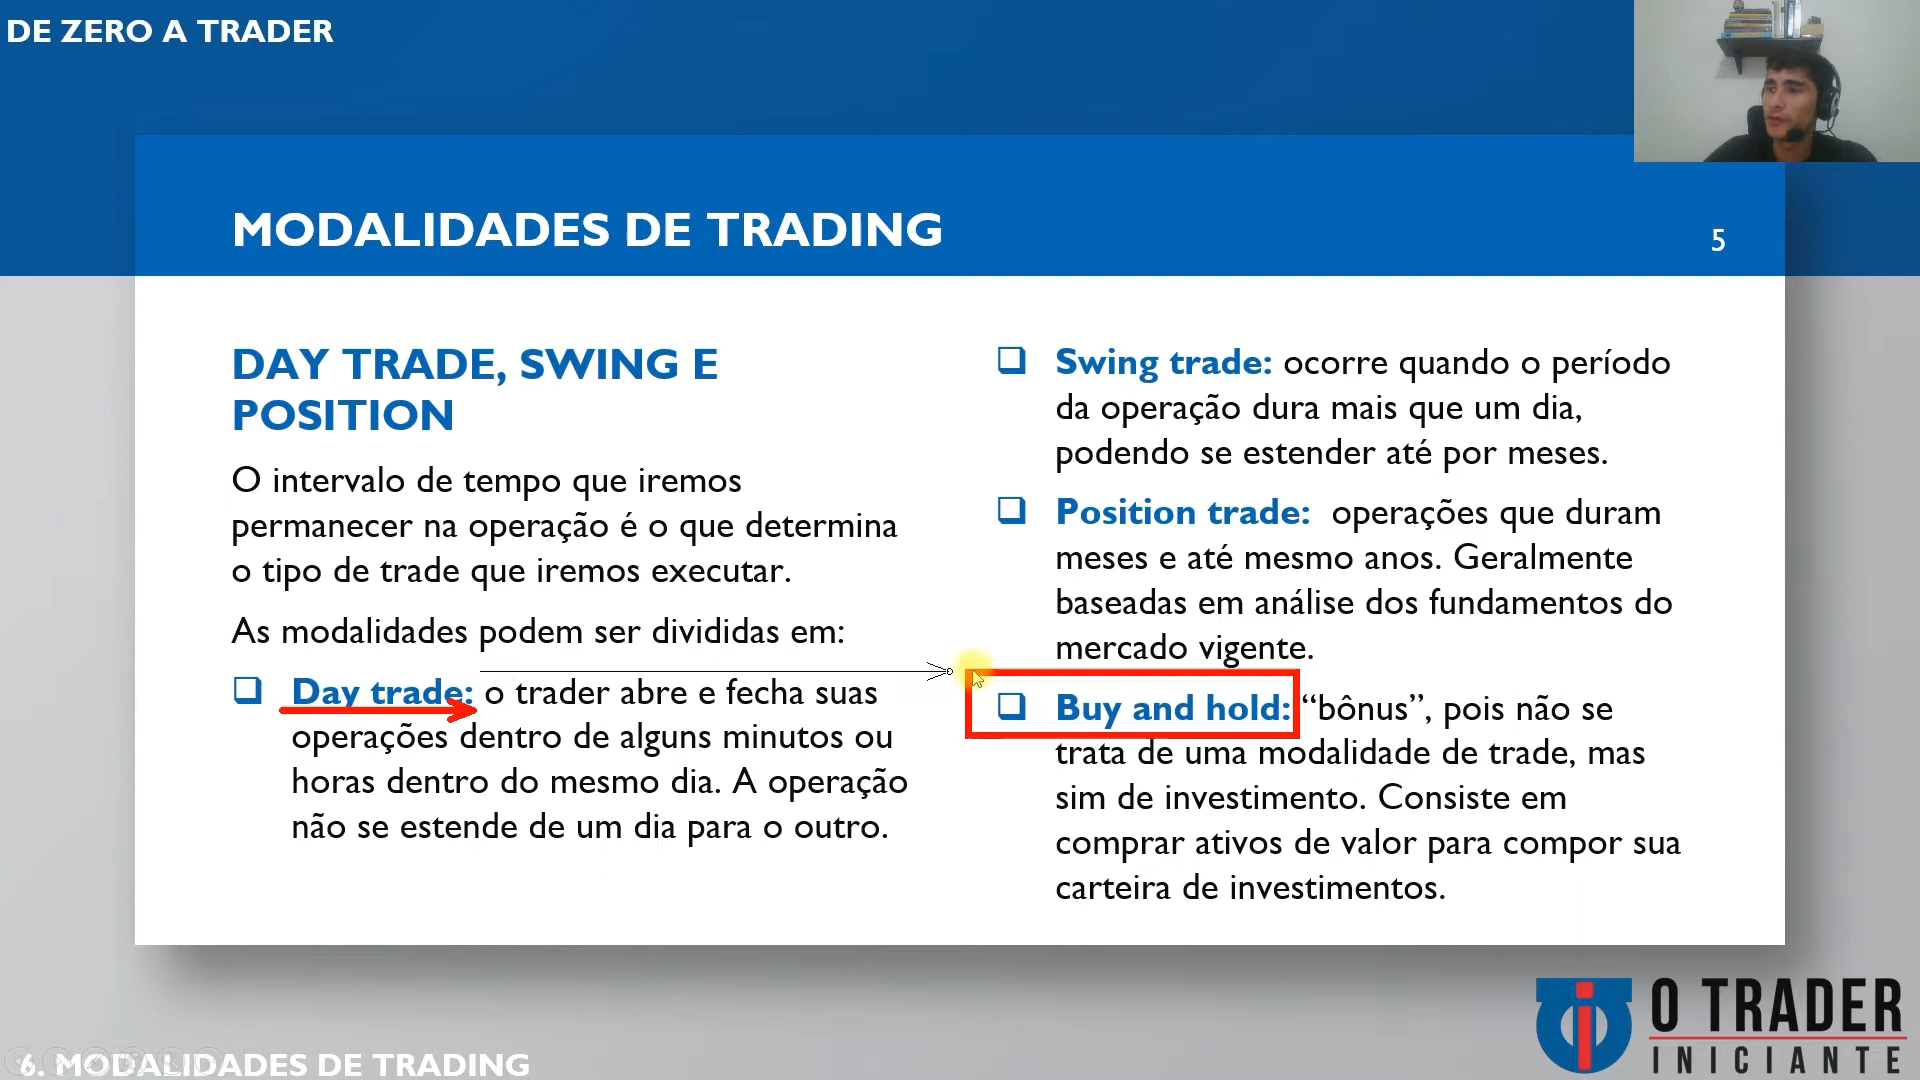 DE ZERO A TRADER
MODALIDADES DE TRADING
5
DAY TRADE, SWING E
POSITION
O intervalo de tempo que iremos
permanecer na operação é o que determina
o tipo de trade que iremos executar.
As modalidades podem ser divididas em:
Day trade: o trader abre e fecha suas
operações dentro de alguns minutos ou
horas dentro do mesmo dia. A operação
não se estende de um dia para o outro.
Swing trade: ocorre quando o período
da operação dura mais que um dia,
podendo se estender até por meses.
Position trade: operações que duram
meses e até mesmo anos. Geralmente
baseadas em análise dos fundamentos do
mercado vigente.
Buy and hold: “bônus”, pois não se
trata de uma modalidade de trade, mas
sim de investimento. Consiste em
comprar ativos de valor para compor sua
carteira de investimentos.
O TRADER
INICIANTE
6. MODALIDADES DE TRADING